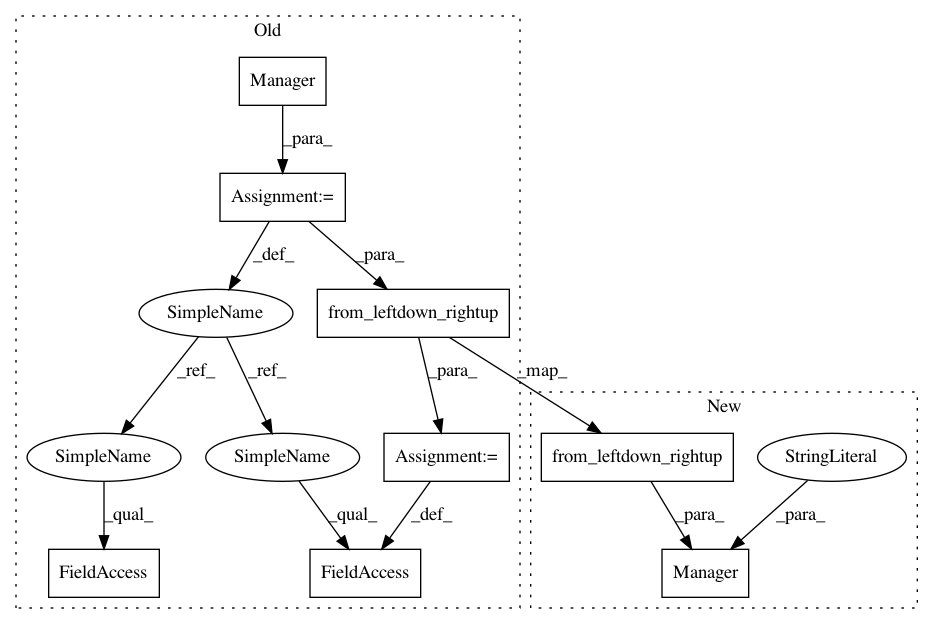 Old
Manager
_para_
Assignment:=
_def_
_para_
SimpleName
from_leftdown_rightup
_ref_
_ref_
_para_
_map_
New
SimpleName
SimpleName
Assignment:=
from_leftdown_rightup
StringLiteral
_qual_
_qual_
_def_
_para_
_para_
FieldAccess
FieldAccess
Manager